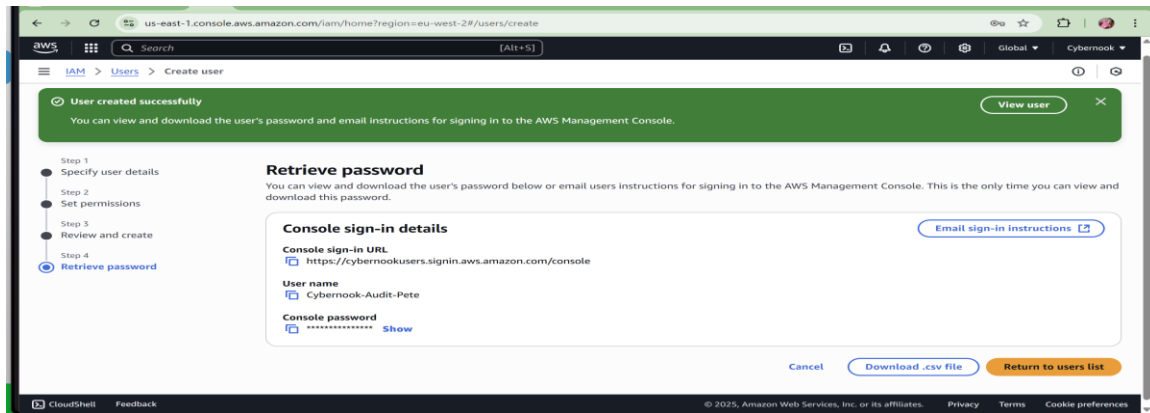 us-east-1.console.aws.amazon.com/iam/home?region=eu-west-2#/users/create
aws Search [Alt+S] Global Cybernook
IAM > Users > Create user
User created successfully View user
You can view and download the user's password and email instructions for signing in to the AWS Management Console.
Step 1
Specify user details
Step 2
Set permissions
Step 3
Review and create
Step 4
Retrieve password
Retrieve password
You can view and download the user's password below or email users instructions for signing in to the AWS Management Console. This is the only time you can view and
download this password.
Console sign-in details Email sign-in instructions
Console sign-in URL
https://cybernookusers.signin.aws.amazon.com/console
User name
Cybernook-Audit-Pete
Console password
*************** Show
Cancel Download .csv file Return to users list
CloudShell Feedback © 2025, Amazon Web Services, Inc. or its affiliates. Privacy Terms Cookie preferences